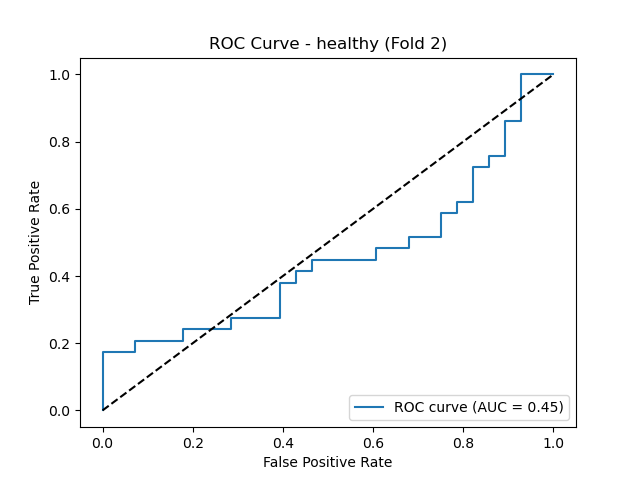 ROC Curve - healthy (Fold 2)
1.0
0.8
0.6
0.4
0.2
0.0
True Positive Rate
ROC curve (AUC = 0.45)
0.0 0.2 0.4 0.6 0.8 1.0
False Positive Rate